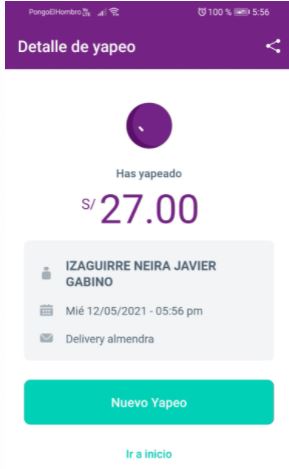 PongoElHombro 100 % 5:56
Detalle de yapeo
Has yapeado
S/ 27.00
IZAGUIRRE NEIRA JAVIER
GABINO
Mié 12/05/2021 - 05:56 pm
Delivery almendra
Nuevo Yapeo
Ir a inicio